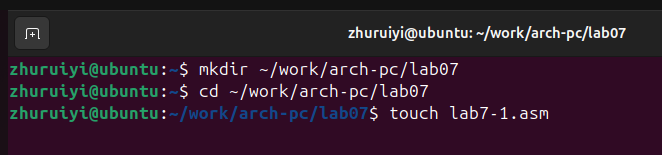 zhuruiyi@ubuntu: ~/work/arch-pc/lab07
zhuruiyi@ubuntu:~$ mkdir ~/work/arch-pc/lab07
zhuruiyi@ubuntu:~$ cd ~/work/arch-pc/lab07
zhuruiyi@ubuntu:~/work/arch-pc/lab07$ touch lab7-1.asm